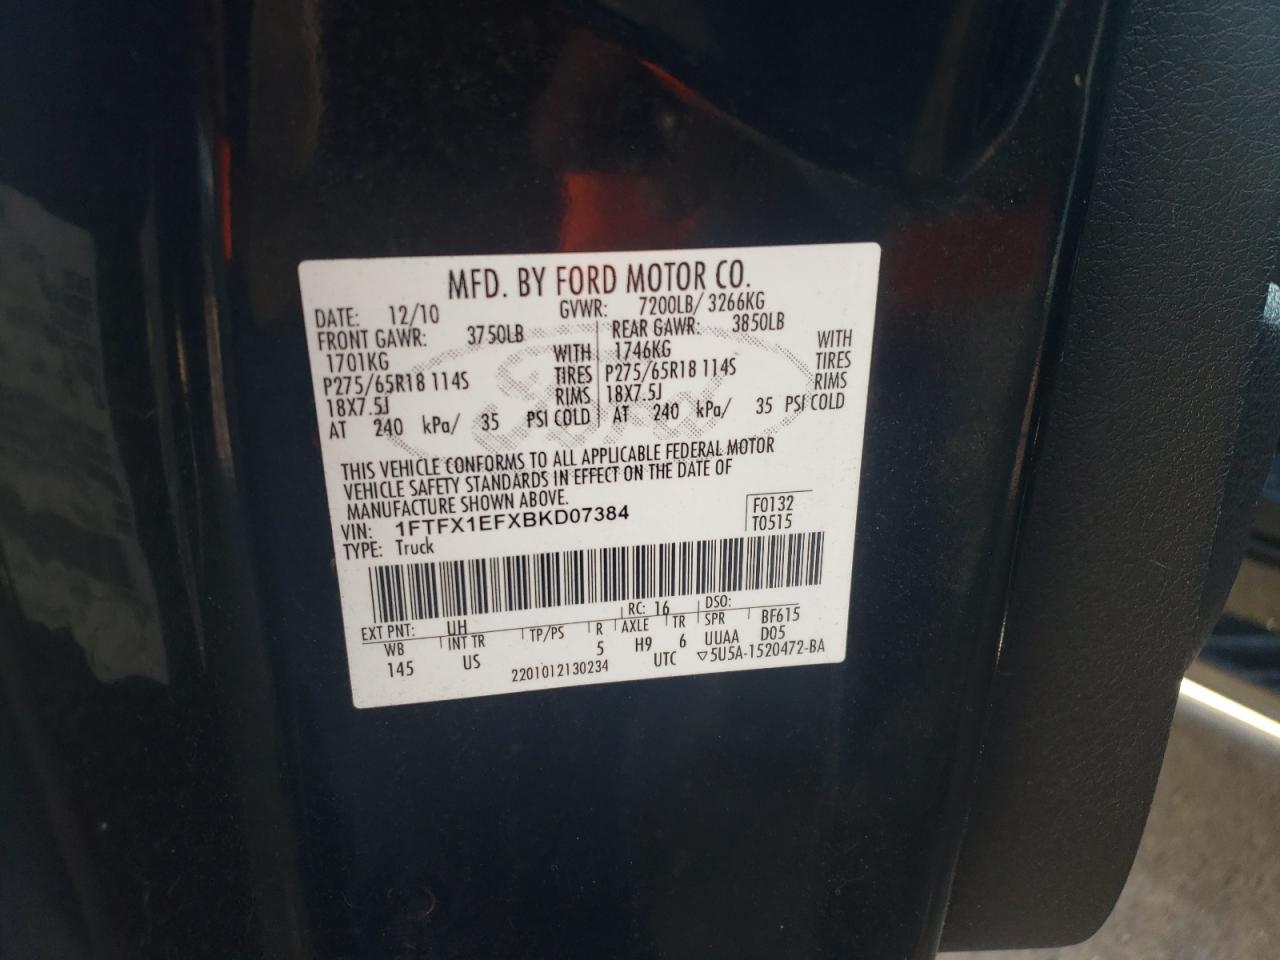 MFD. BY FORD MOTOR CO.
DATE: 12/10 GVWR: 7200LB/ 3266KG
FRONT GAWR: 3750LB REAR GAWR: 3850LB
1701KG WITH 1746KG WITH
P275/65R18 114S TIRES P275/65R18 114S TIRES
18X7.5J RIMS 18X7.5J RIMS
AT 240 kPa/ 35 PSI COLD AT 240 kPa/ 35 PSI COLD
THIS VEHICLE CONFORMS TO ALL APPLICABLE FEDERAL MOTOR
VEHICLE SAFETY STANDARDS IN EFFECT ON THE DATE OF
MANUFACTURE SHOWN ABOVE.
VIN: 1FTFX1EFXBKD07384 F0132
TYPE: Truck T0515
EXT PNT: UH RC: 16 DSO:
WB INT TR TP/PS R AXLE TR SPR BF615
145 US 5 H9 6 UUAA D05
2201012130234 UTC ▽5U5A-1520472-BA